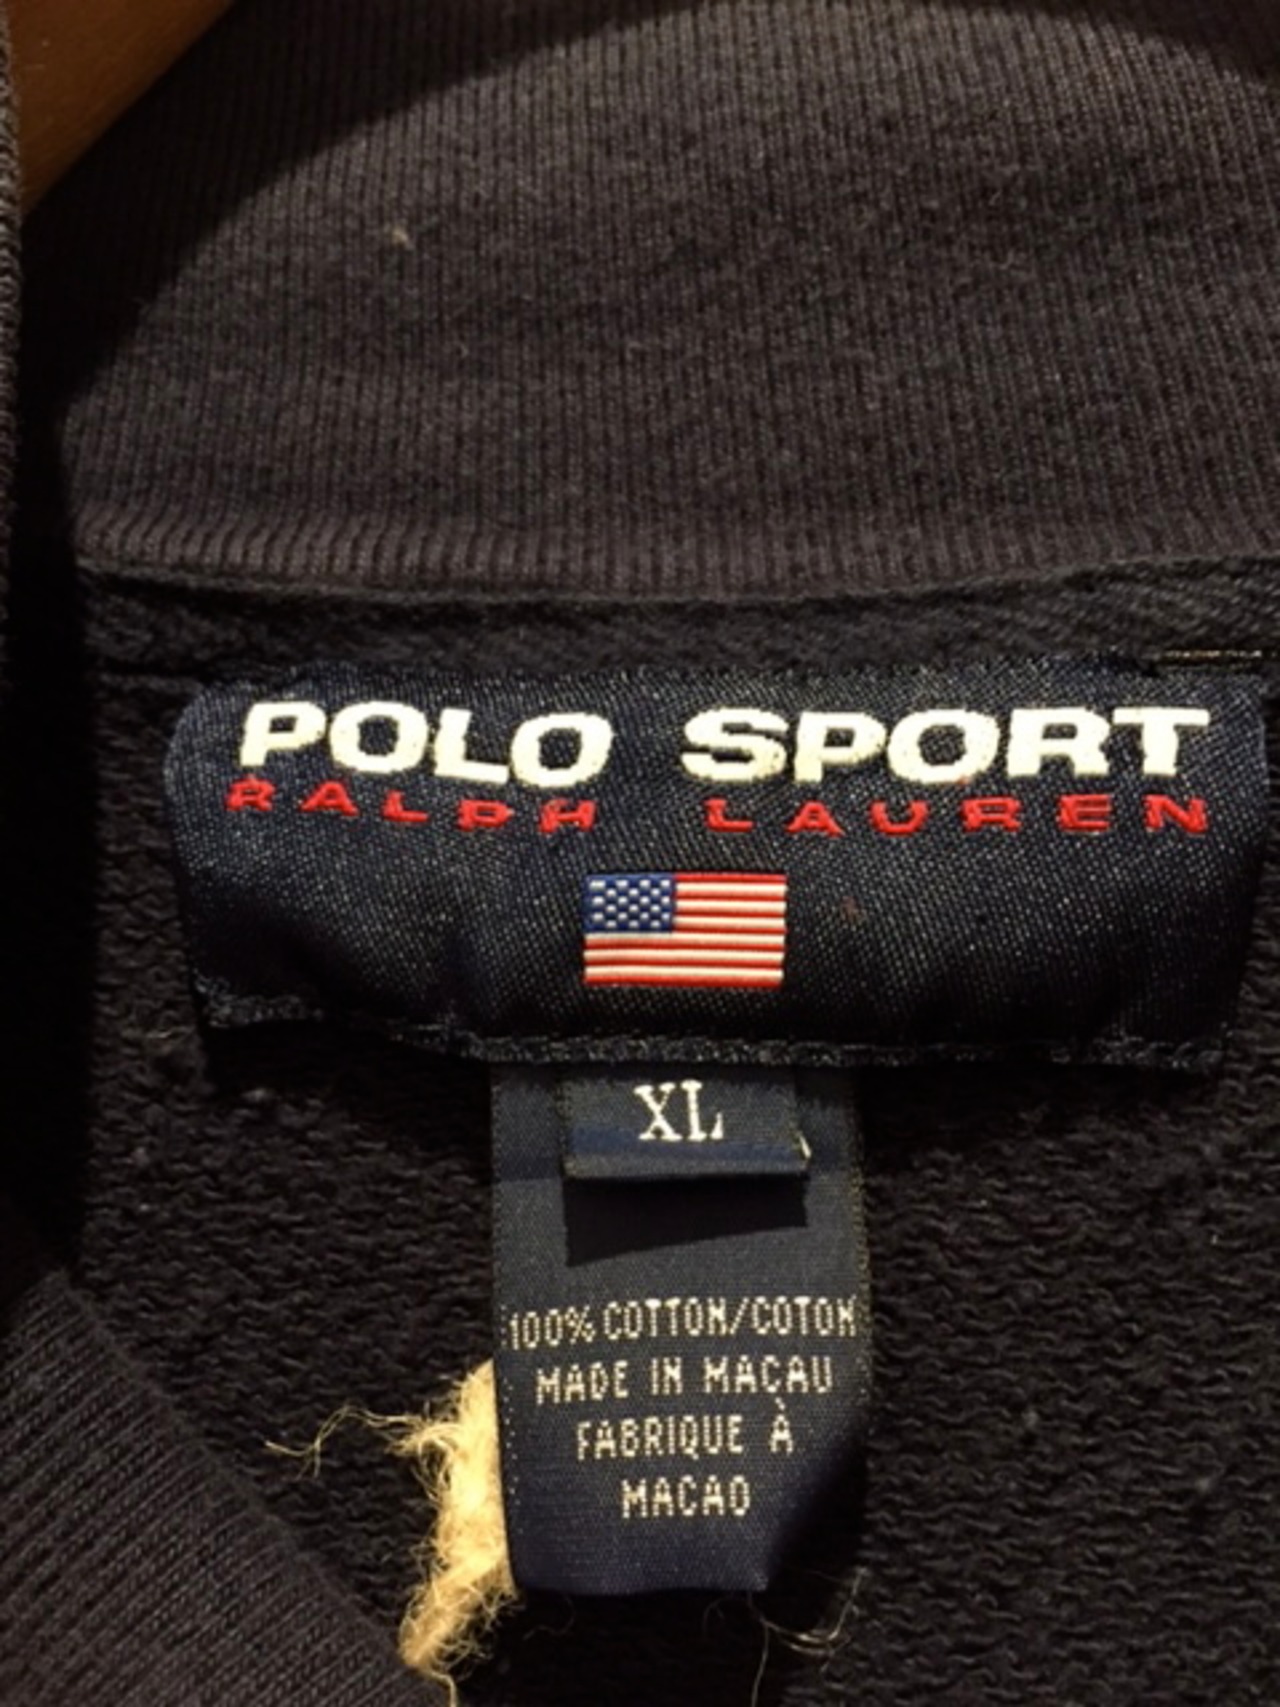 POLO SPORT
RALPH LAUREN
XL
100% COTTON/COTON
MADE IN MACAU
FABRIQUE À
MACAO